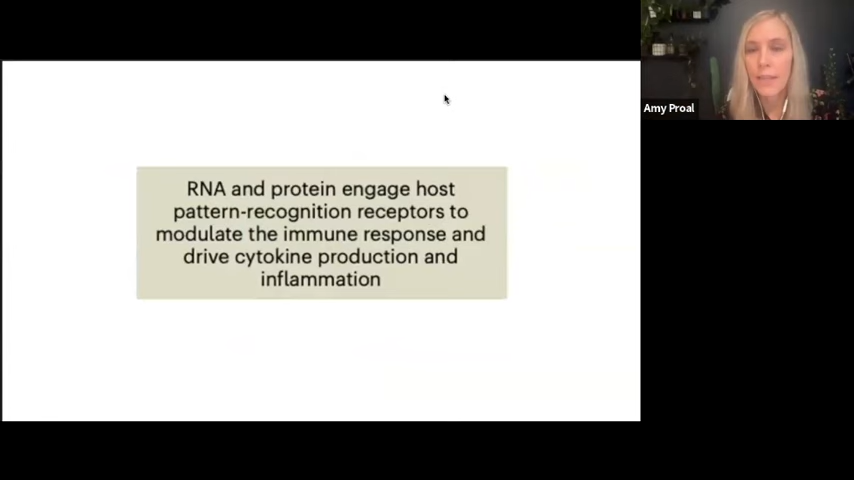 RNA and protein engage host
pattern-recognition receptors to
modulate the immune response and
drive cytokine production and
inflammation
Amy Proal